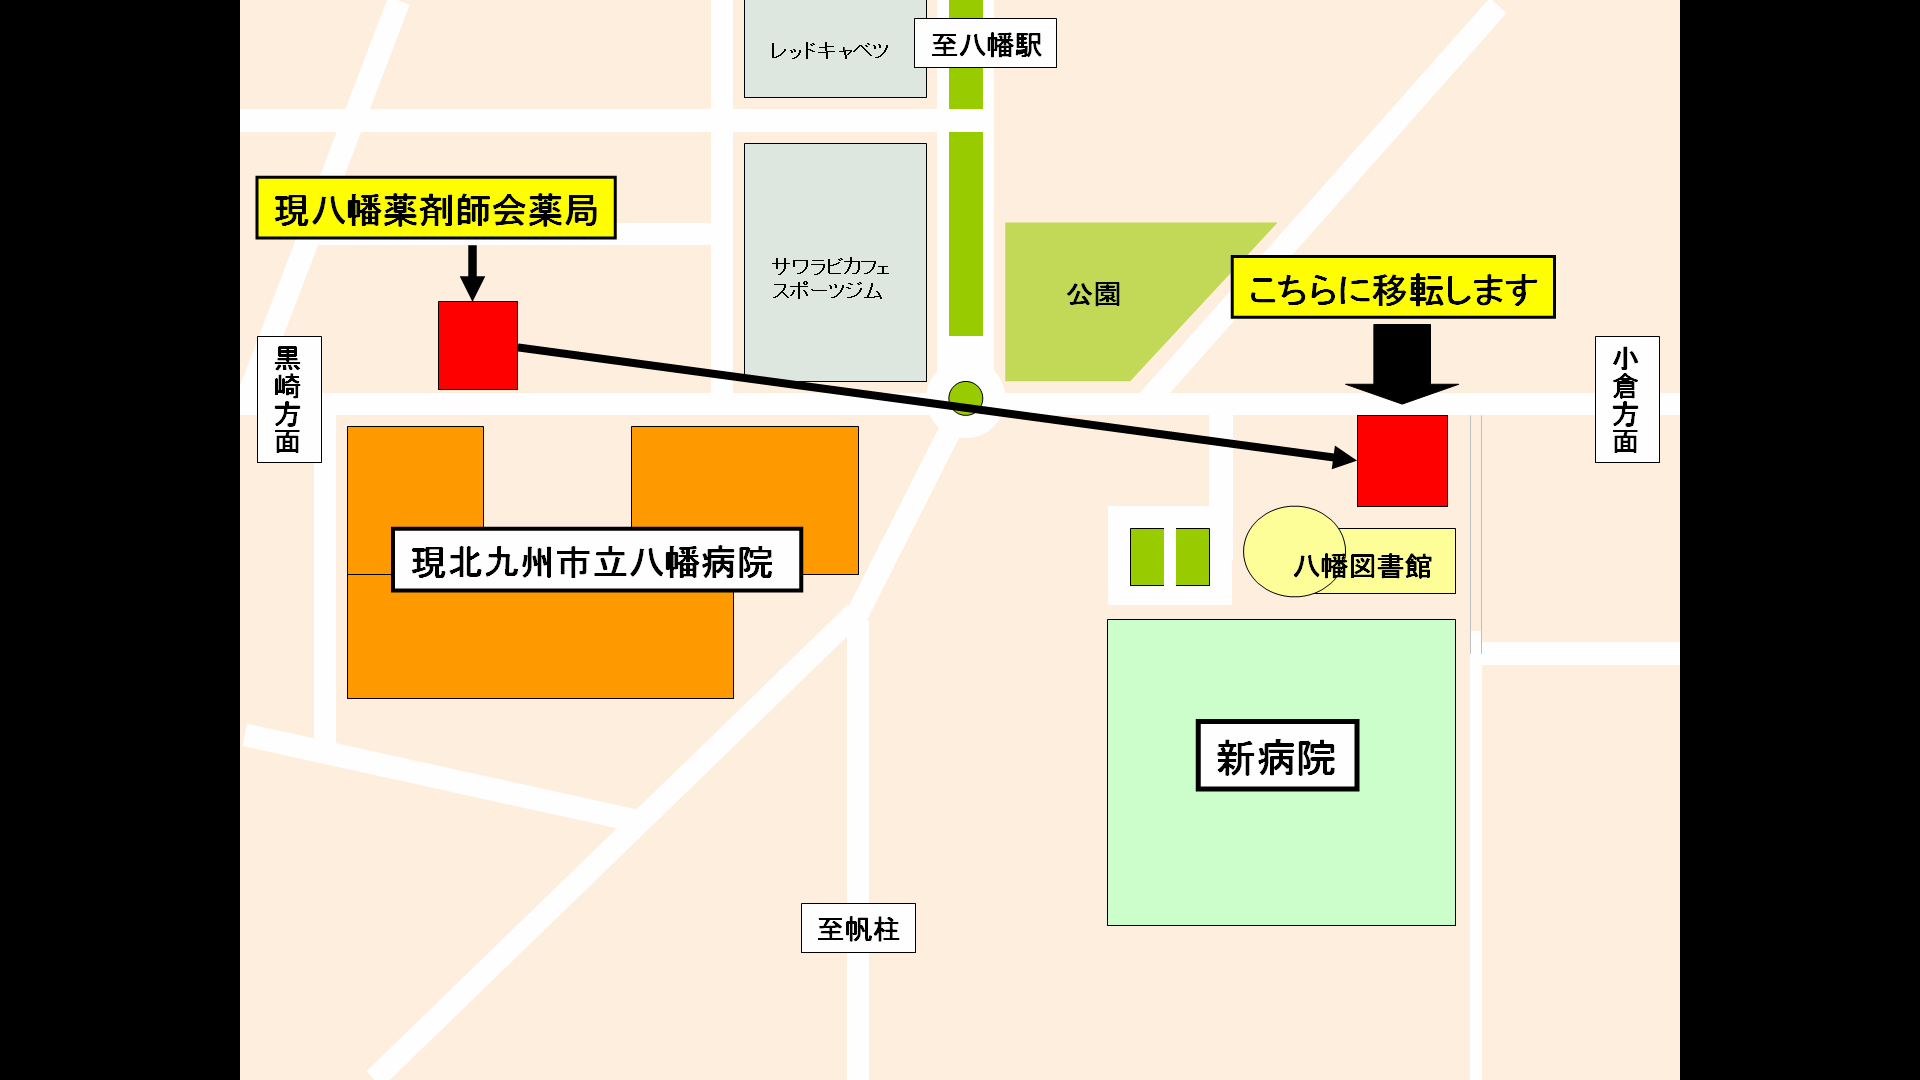 レッドキャベツ
至八幡駅
現八幡薬剤師会薬局
サワラビカフェ
スポーツジム
公園
こちらに移転します
黒崎方面
小倉方面
現北九州市立八幡病院
八幡図書館
新病院
至帆柱